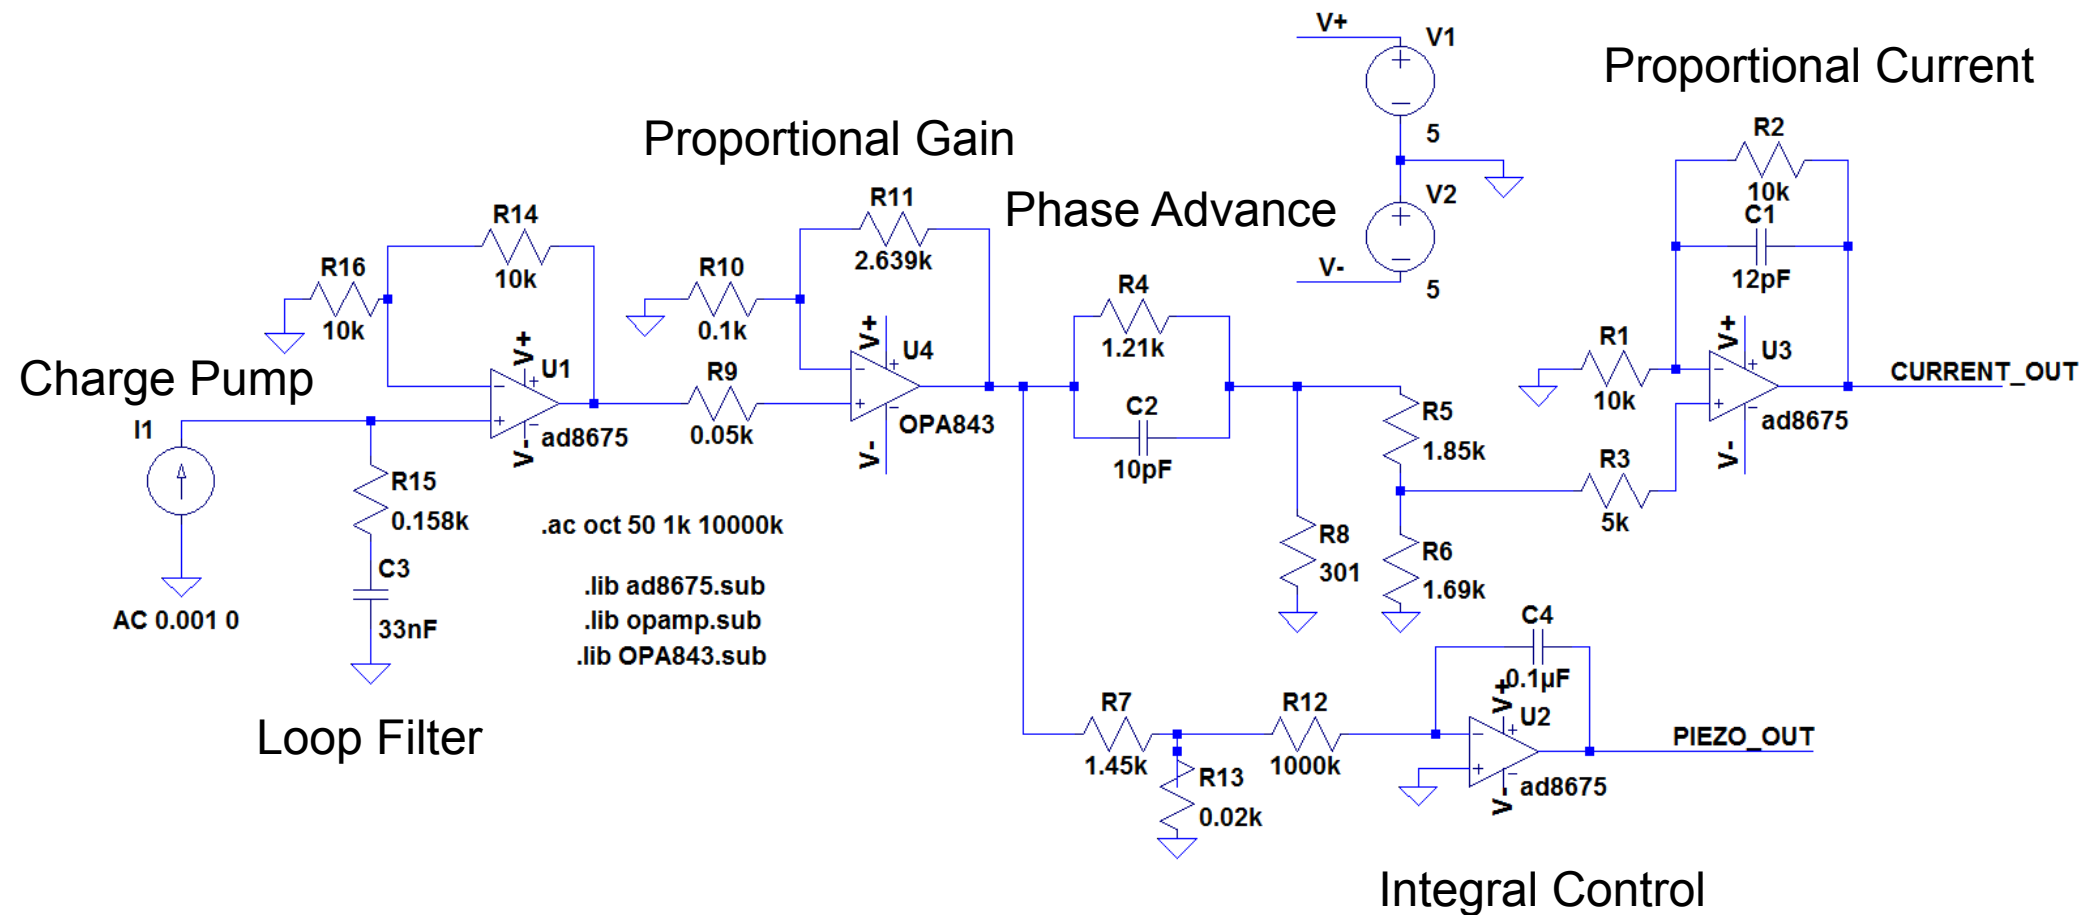 V+
V1
5
V2
V-
5
Proportional Current
R2
10k
C1
12pF
Proportional Gain
Phase Advance
R14
10k
R16
10k
R11
2.639k
R10
0.1k
R4
1.21k
C2
10pF
Charge Pump
I1
AC 0.001 0
V+
U1
V-
ad8675
R9
0.05k
V+
U4
V-
OPA843
R1
10k
V+
U3
V-
ad8675
CURRENT_OUT
R15
0.158k
C3
33nF
Loop Filter
.ac oct 50 1k 10000k
.lib ad8675.sub
.lib opamp.sub
.lib OPA843.sub
R5
1.85k
R3
5k
R8
301
R6
1.69k
C4
0.1µF
R7
1.45k
R12
1000k
R13
0.02k
V+
U2
V-
ad8675
PIEZO_OUT
Integral Control